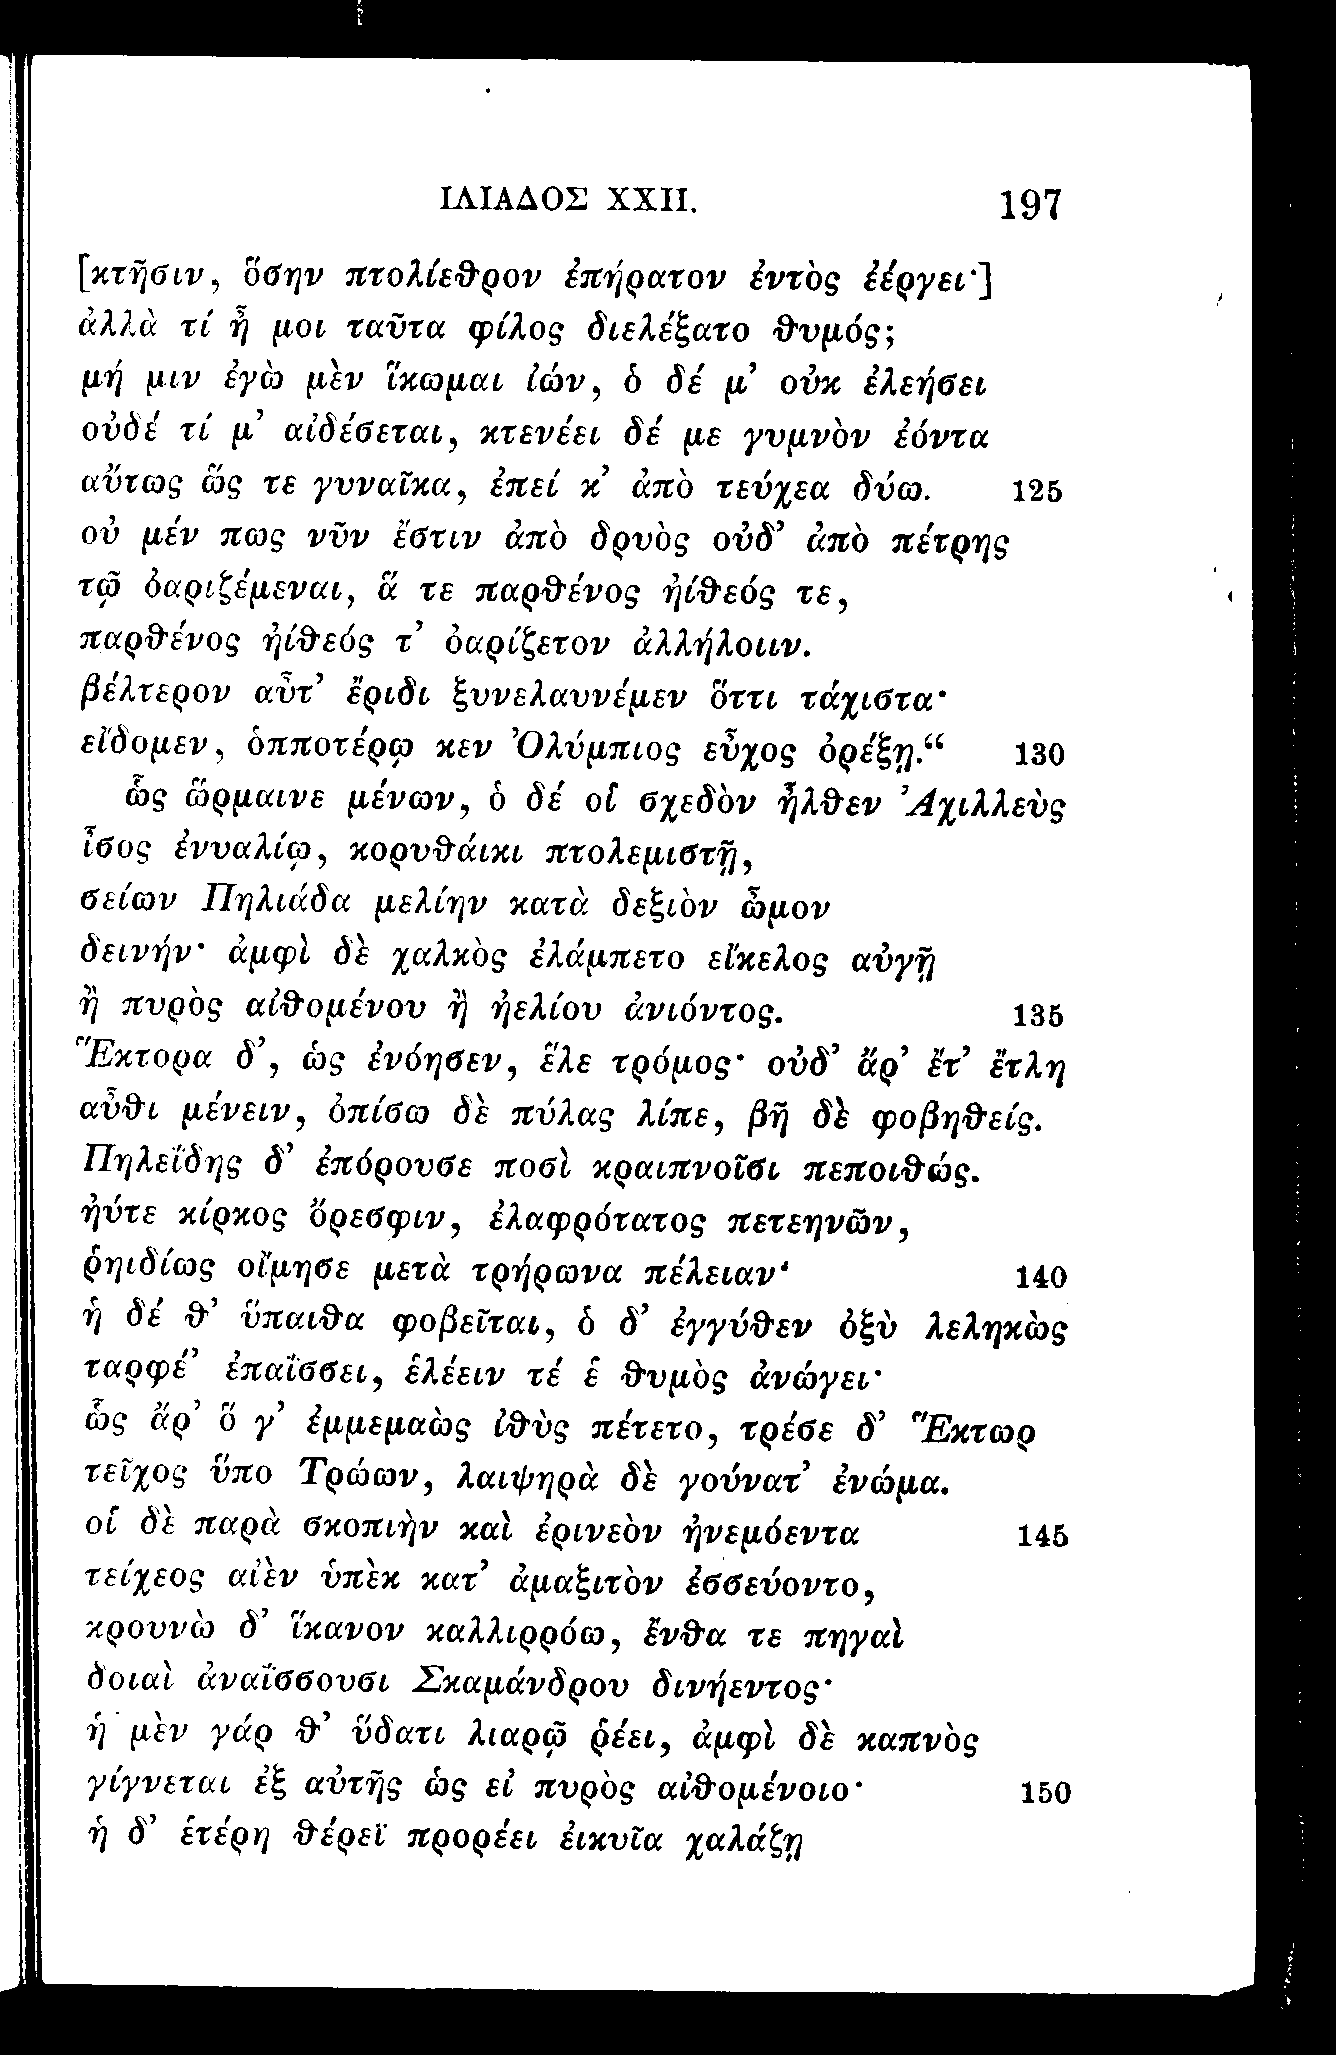 ΙΛΙΑΔΟΣ XXII. 197
[κτῆσιν, ὅσην πτολίεθρον ἐπήρατον ἐντὸς ἐέργει·]
ἀλλὰ τί ἦ μοι ταῦτα φίλος διελέξατο θυμός;
μή μιν ἐγὼ μὲν ἵκωμαι ἰών, ὁ δέ μ’ οὐκ ἐλεήσει
οὐδέ τί μ’ αἰδέσεται, κτενέει δέ με γυμνὸν ἐόντα
αὔτως ὥς τε γυναῖκα, ἐπεί κ’ ἀπὸ τεύχεα δύω. 125
οὐ μέν πως νῦν ἔστιν ἀπὸ δρυὸς οὐδ’ ἀπὸ πέτρης
τῷ ὀαριζέμεναι, ἅ τε παρθένος ἠίθεός τε,
παρθένος ἠίθεός τ’ ὀαρίζετον ἀλλήλοιιν.
βέλτερον αὖτ’ ἔριδι ξυνελαυνέμεν ὅττι τάχιστα·
εἴδομεν, ὁπποτέρῳ κεν Ὀλύμπιος εὖχος ὀρέξῃ.“ 130
ὣς ὥρμαινε μένων, ὁ δέ οἱ σχεδὸν ἦλθεν Ἀχιλλεὺς
ἶσος ἐνυαλίῳ, κορυθάικι πτολεμιστῇ,
σείων Πηλιάδα μελίην κατὰ δεξιὸν ὦμον
δεινήν· ἀμφὶ δὲ χαλκὸς ἐλάμπετο εἴκελος αὐγῇ
ἢ πυρὸς αἰθομένου ἢ ἠελίου ἀνιόντος. 135
Ἕκτορα δ’, ὡς ἐνόησεν, ἕλε τρόμος· οὐδ’ ἄρ’ ἔτ’ ἔτλη
αὖθι μένειν, ὀπίσω δὲ πύλας λίπε, βῆ δὲ φοβηθείς.
Πηλεΐδης δ’ ἐπόρουσε ποσὶ κραιπνοῖσι πεποιθώς.
ἠύτε κίρκος ὄρεσφιν, ἐλαφρότατος πετεηνῶν,
ῥηιδίως οἴμησε μετὰ τρήρωνα πέλειαν· 140
ἡ δέ θ’ ὕπαιθα φοβεῖται, ὁ δ’ ἐγγύθεν ὀξὺ λεληκὼς
ταρφέ’ ἐπαΐσσει, ἑλέειν τέ ἑ θυμὸς ἀνώγει·
ὣς ἄρ’ ὅ γ’ ἐμμεμαὼς ἰθὺς πέτετο, τρέσε δ’ Ἕκτωρ
τεῖχος ὕπο Τρώων, λαιψηρὰ δὲ γούνατ’ ἐνώμα.
οἱ δὲ παρὰ σκοπιὴν καὶ ἐρινεὸν ἠνεμόεντα 145
τείχεος αἰὲν ὑπὲκ κατ’ ἀμαξιτὸν ἐσσεύοντο,
κρουνὼ δ’ ἵκανον καλλιρρόω, ἔνθα τε πηγαὶ
δοιαὶ ἀναΐσσουσι Σκαμάνδρου δινήεντος·
ἡ μὲν γάρ θ’ ὕδατι λιαρῷ ῥέει, ἀμφὶ δὲ καπνὸς
γίγνεται ἐξ αὐτῆς ὡς εἰ πυρὸς αἰθομένοιο· 150
ἡ δ’ ἑτέρη θέρεϊ προρέει ἐικυῖα χαλάζῃ